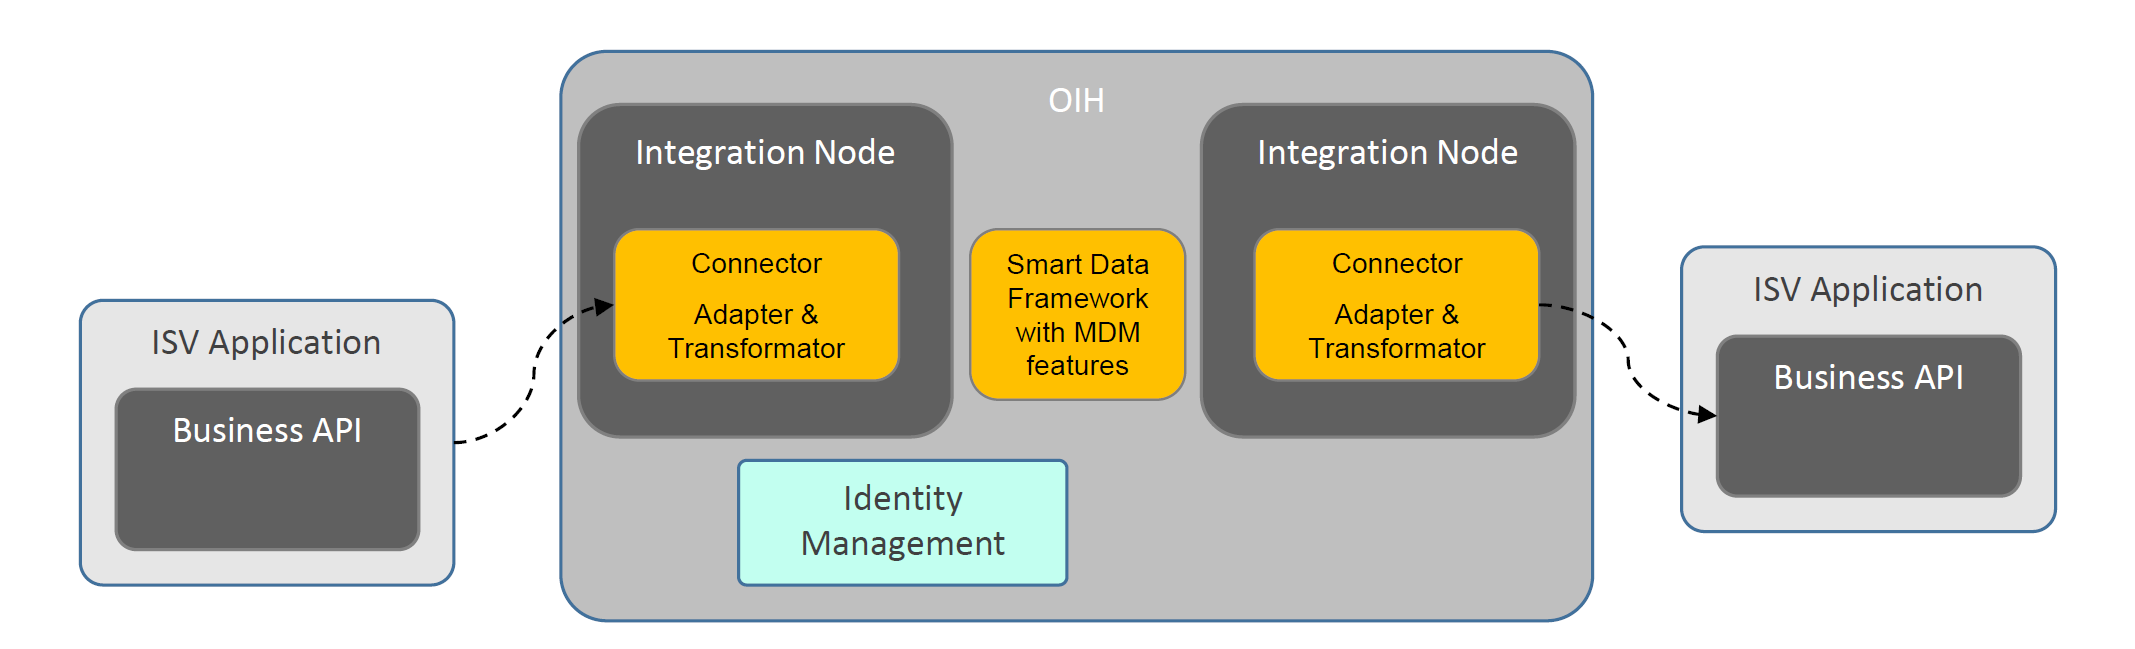 OIH
Integration Node
Connector
Adapter &
Transformator
Smart Data
Framework
with MDM
features
Integration Node
Connector
Adapter &
Transformator
Identity
Management
ISV Application
Business API
ISV Application
Business API